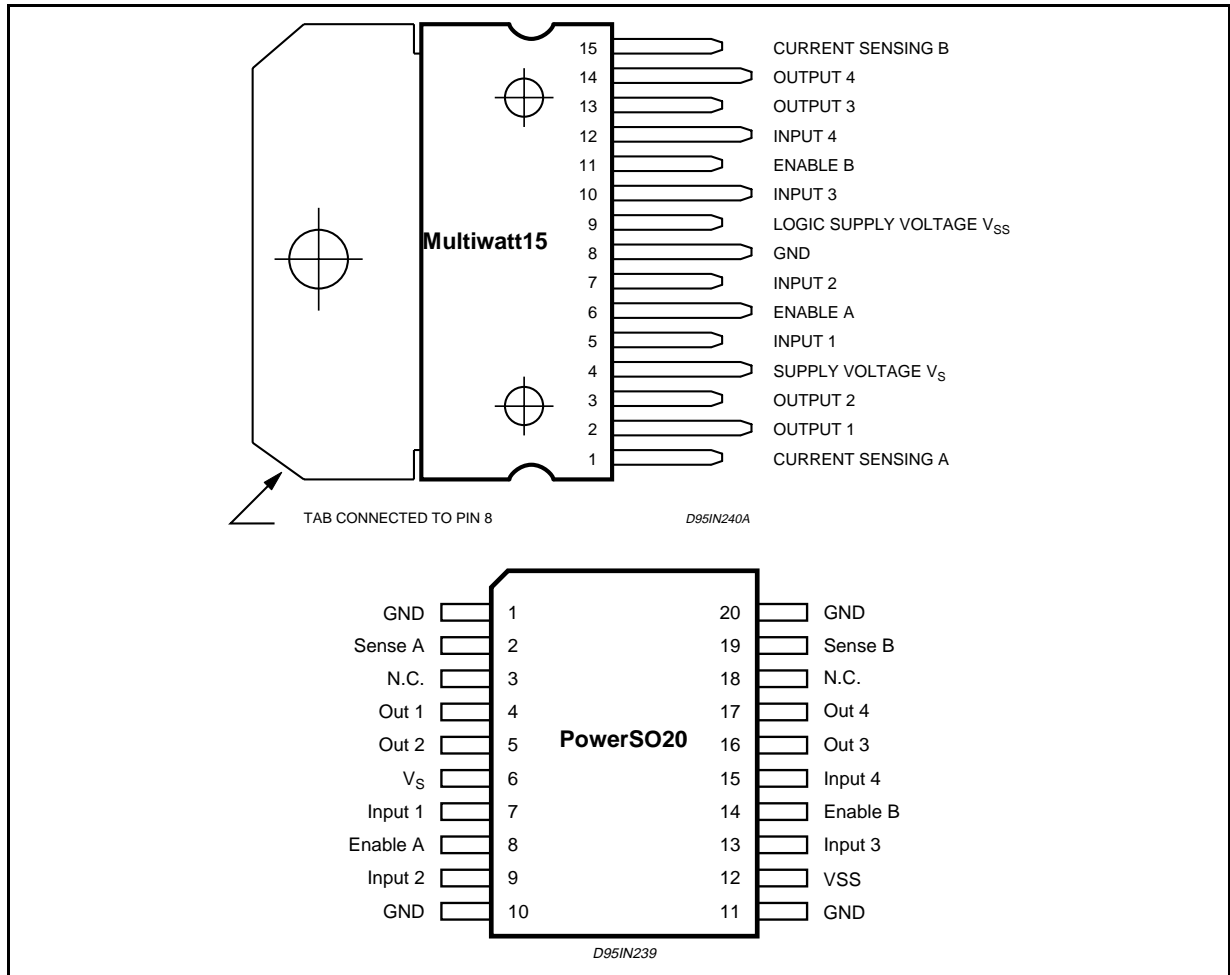 15 CURRENT SENSING B
14 OUTPUT 4
13 OUTPUT 3
12 INPUT 4
11 ENABLE B
10 INPUT 3
9 LOGIC SUPPLY VOLTAGE VSS
Multiwatt15
8 GND
7 INPUT 2
6 ENABLE A
5 INPUT 1
4 SUPPLY VOLTAGE VS
3 OUTPUT 2
2 OUTPUT 1
1 CURRENT SENSING A
TAB CONNECTED TO PIN 8
D95IN240A
GND 1 20 GND
Sense A 2 19 Sense B
N.C. 3 18 N.C.
Out 1 4 17 Out 4
PowerSO20
Out 2 5 16 Out 3
VS 6 15 Input 4
Input 1 7 14 Enable B
Enable A 8 13 Input 3
Input 2 9 12 VSS
GND 10 11 GND
D95IN239